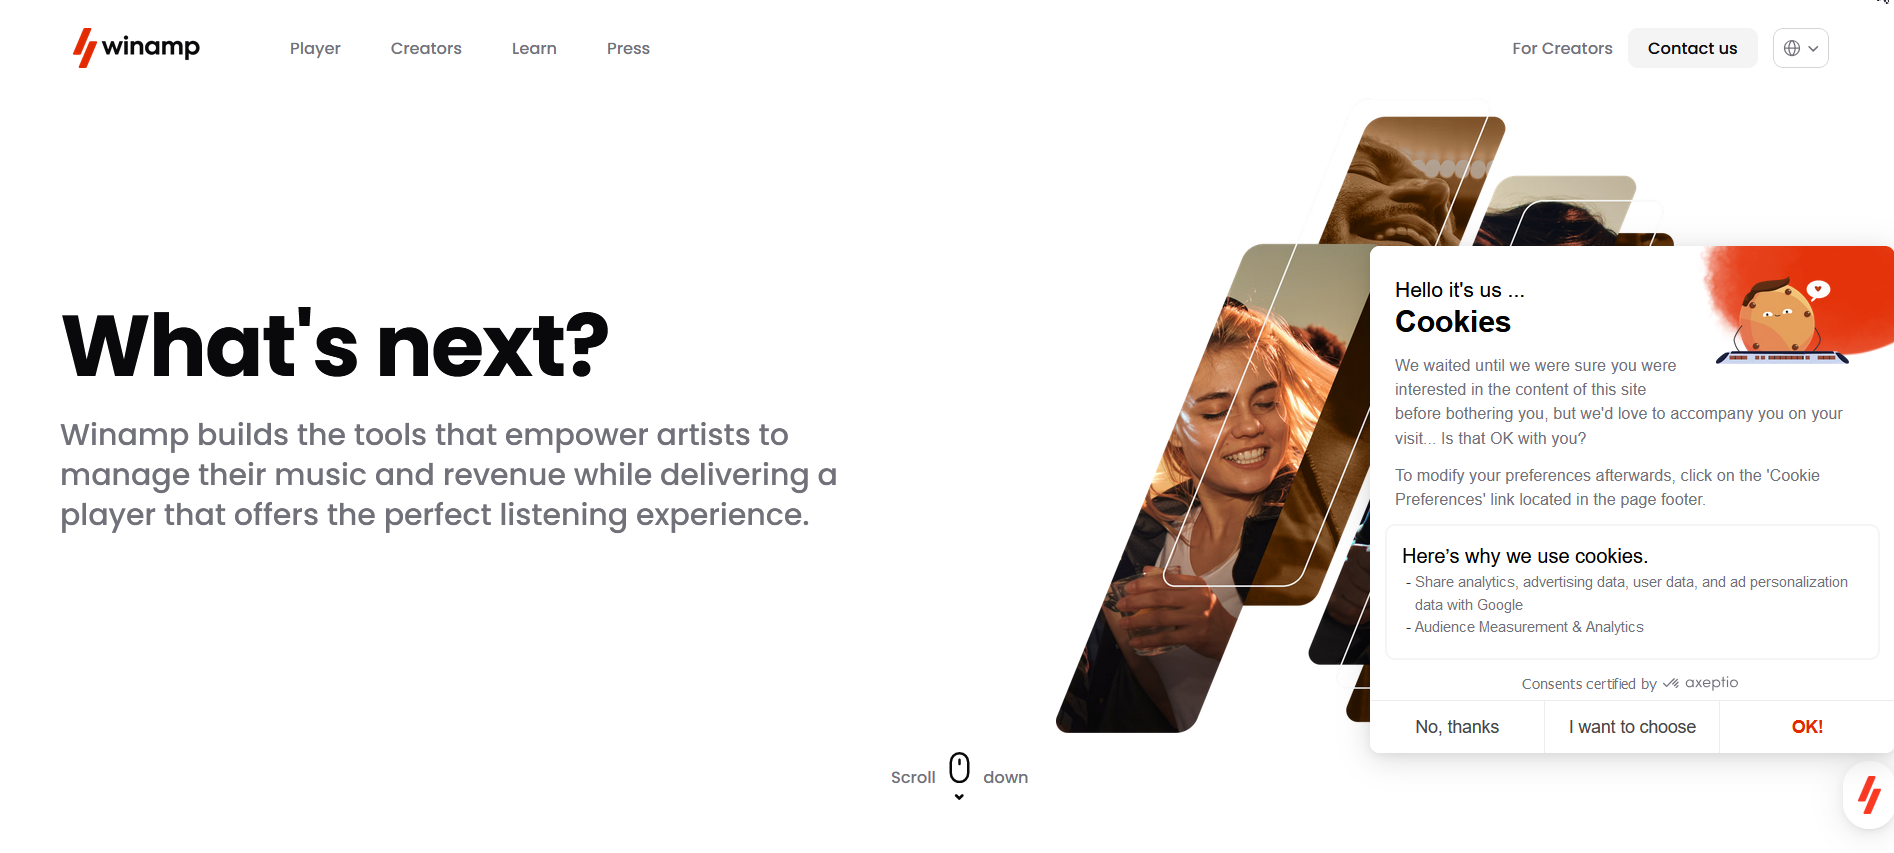 winamp
Player
Creators
Learn
Press
For Creators
Contact us
What's next?
Winamp builds the tools that empower artists to
manage their music and revenue while delivering a
player that offers the perfect listening experience.
Hello it's us ...
Cookies
We waited until we were sure you were
interested in the content of this site
before bothering you, but we'd love to accompany you on your
visit... Is that OK with you?
To modify your preferences afterwards, click on the 'Cookie
Preferences' link located in the page footer.
Here’s why we use cookies.
- Share analytics, advertising data, user data, and ad personalization
data with Google
- Audience Measurement & Analytics
Consents certified by axeptio
No, thanks
I want to choose
OK!
Scroll down